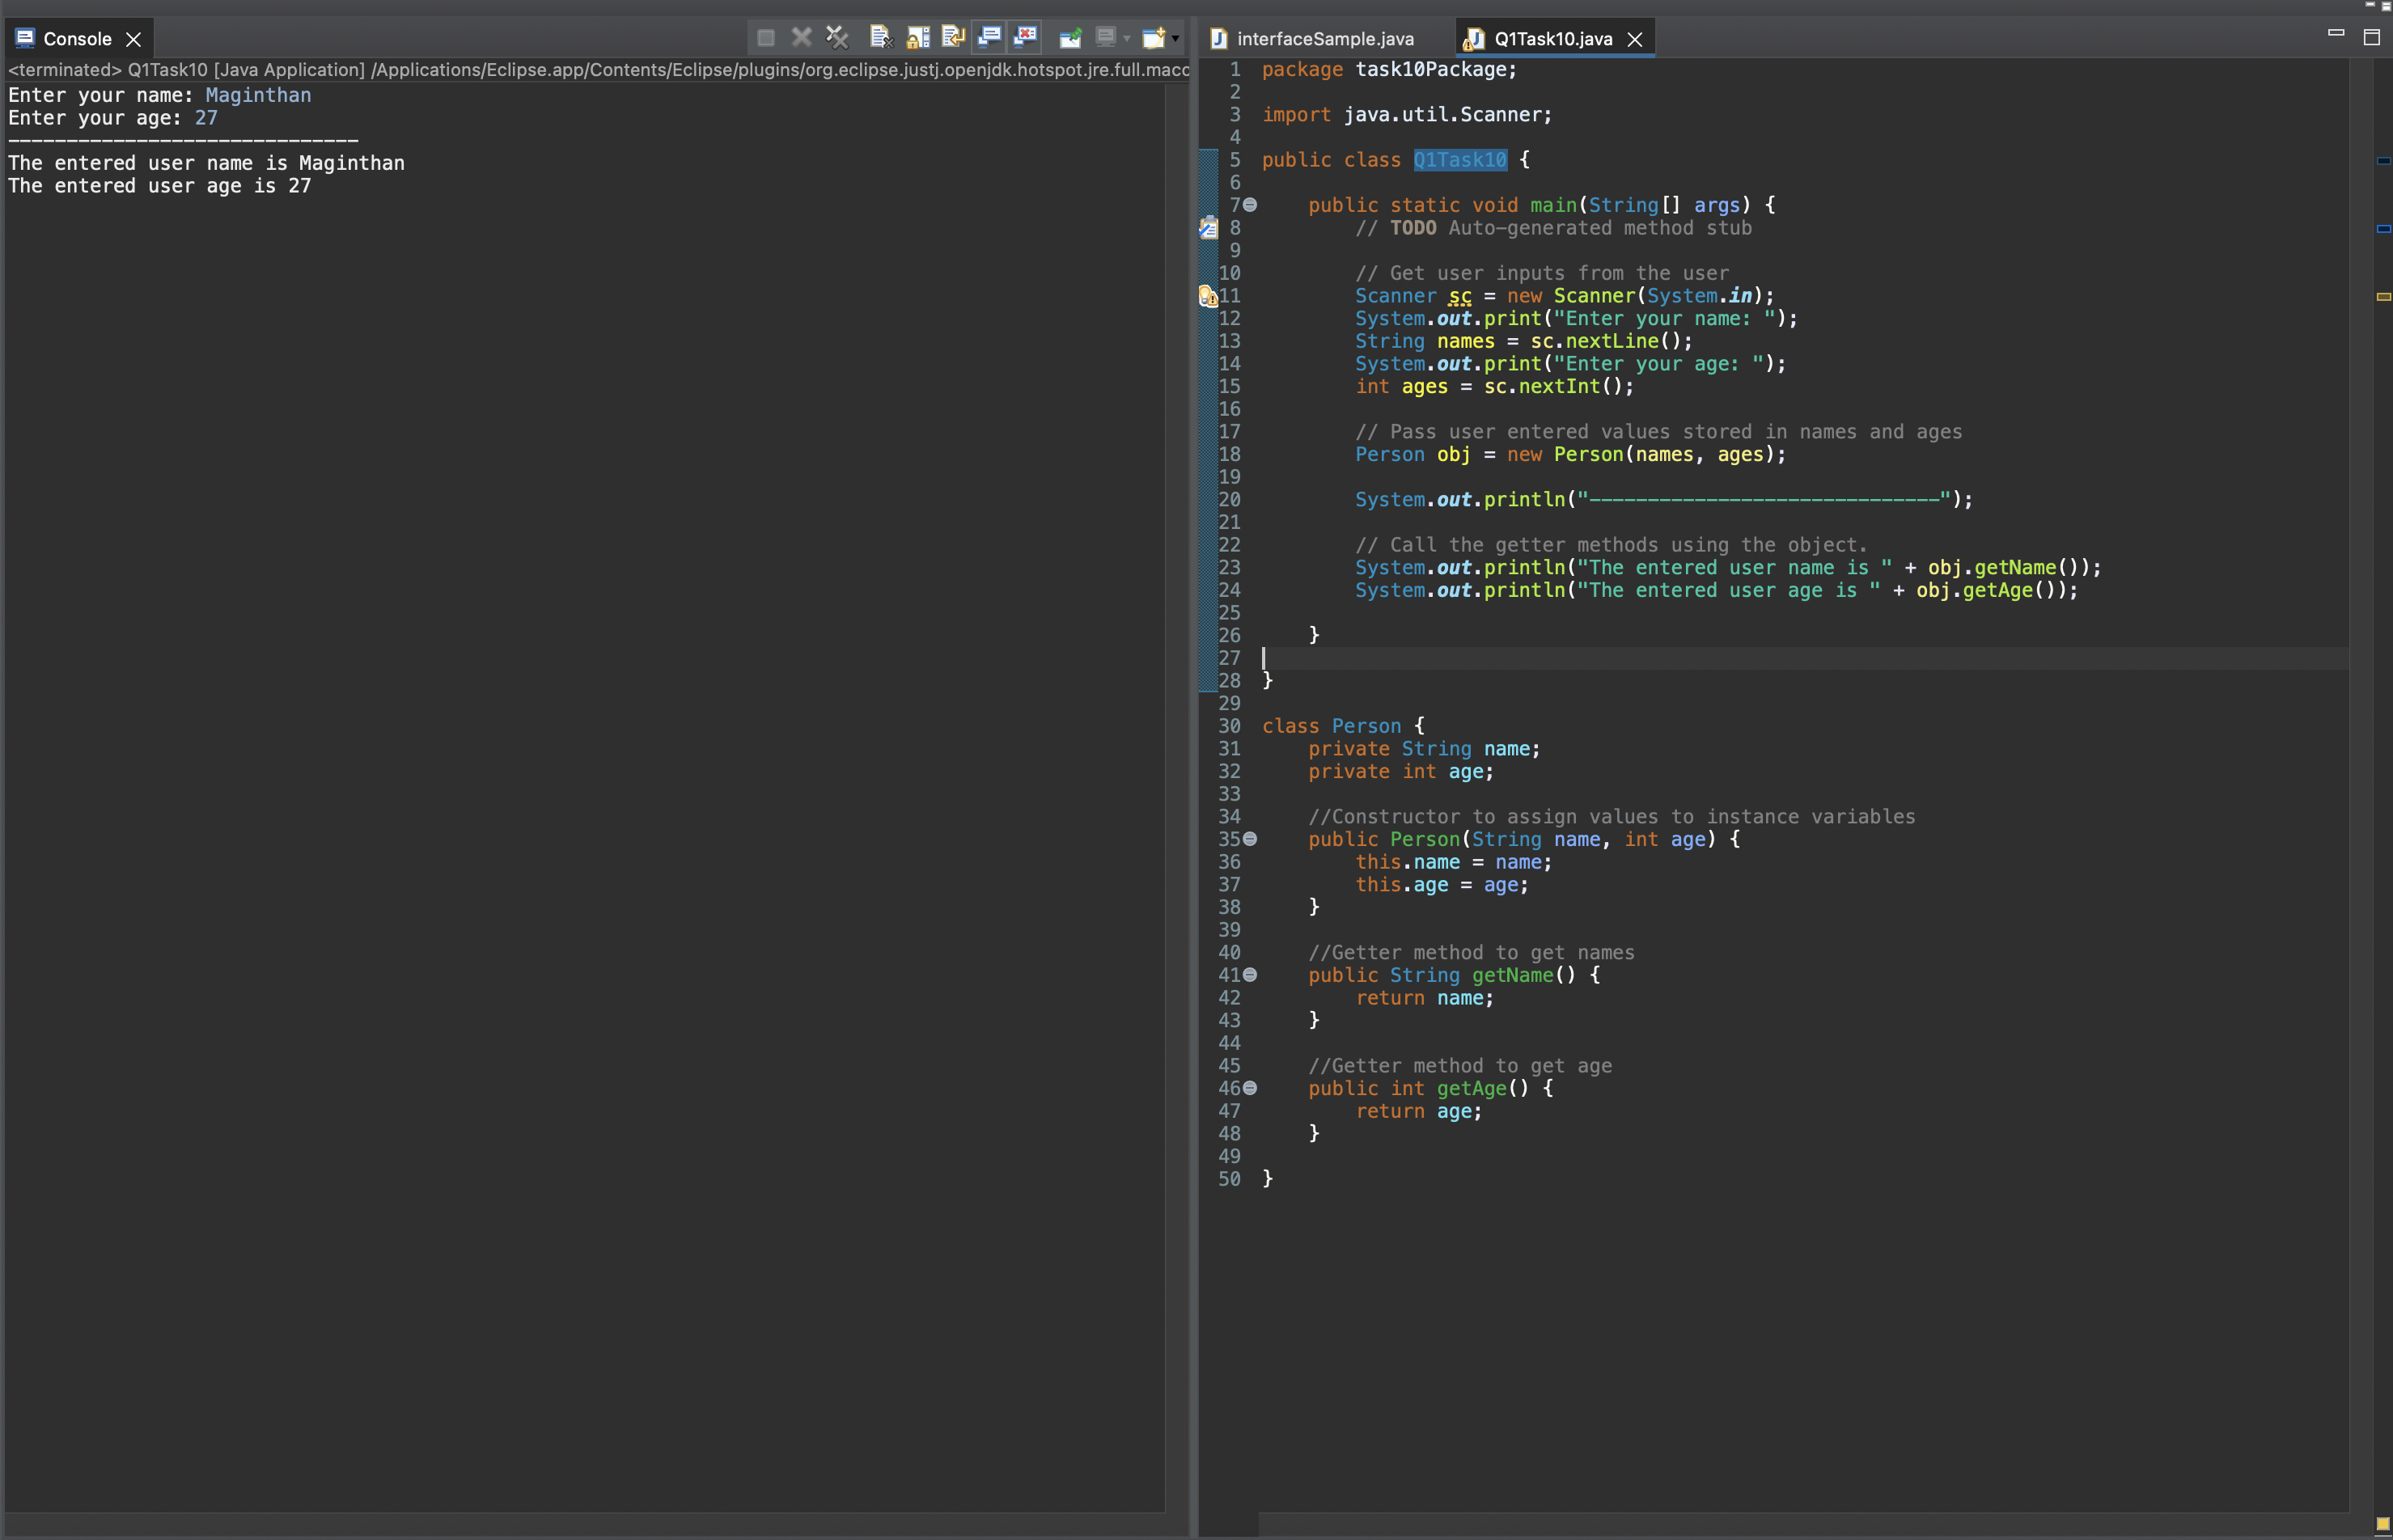 Console
<terminated> Q1Task10 [Java Application] /Applications/Eclipse.app/Contents/Eclipse/plugins/org.eclipse.justj.openjdk.hotspot.jre.full.macc
Enter your name: Maginthan
Enter your age: 27
------------------------------
The entered user name is Maginthan
The entered user age is 27
interfaceSample.java
Q1Task10.java
1 package task10Package;
2
3 import java.util.Scanner;
4
5 public class Q1Task10 {
6
7     public static void main(String[] args) {
8         // TODO Auto-generated method stub
9
10         // Get user inputs from the user
11         Scanner sc = new Scanner(System.in);
12         System.out.print("Enter your name: ");
13         String names = sc.nextLine();
14         System.out.print("Enter your age: ");
15         int ages = sc.nextInt();
16
17         // Pass user entered values stored in names and ages
18         Person obj = new Person(names, ages);
19
20         System.out.println("------------------------------");
21
22         // Call the getter methods using the object.
23         System.out.println("The entered user name is " + obj.getName());
24         System.out.println("The entered user age is " + obj.getAge());
25
26     }
27
28 }
29
30 class Person {
31     private String name;
32     private int age;
33
34     //Constructor to assign values to instance variables
35     public Person(String name, int age) {
36         this.name = name;
37         this.age = age;
38     }
39
40     //Getter method to get names
41     public String getName() {
42         return name;
43     }
44
45     //Getter method to get age
46     public int getAge() {
47         return age;
48     }
49
50 }